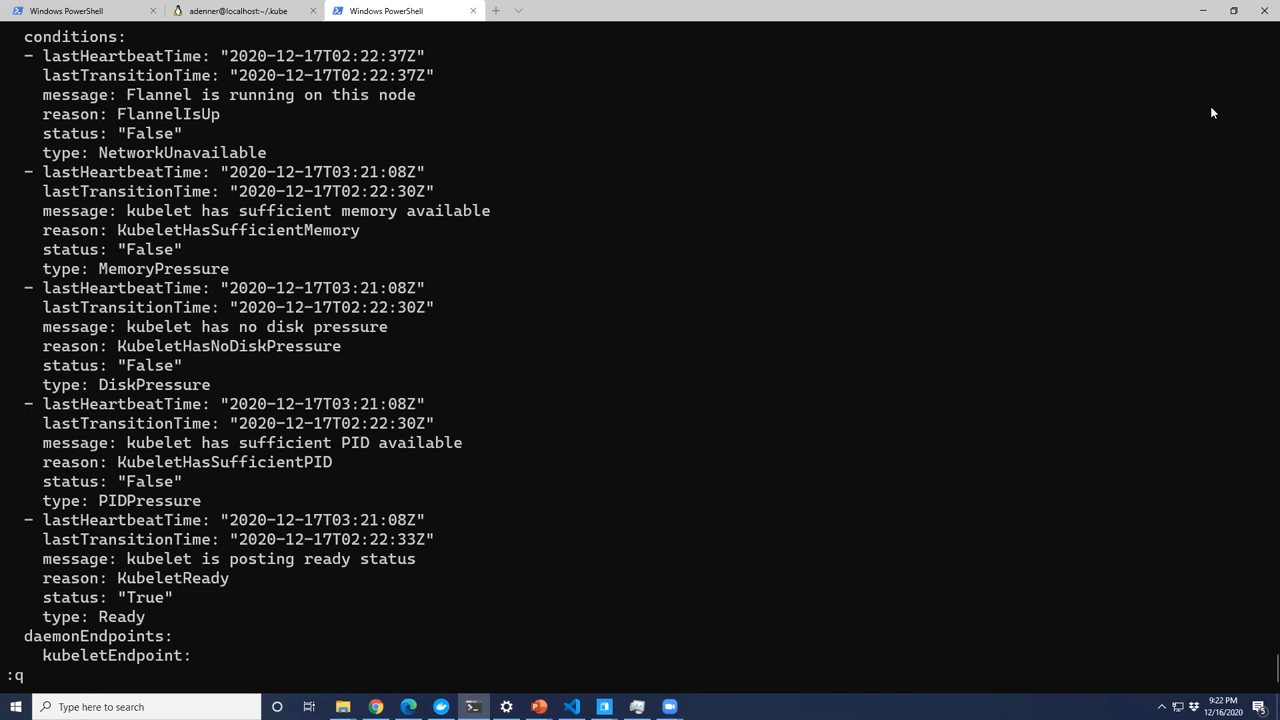 Windows PowerShell
adenner@localhost:~/.kube
Windows PowerShell
conditions:
- lastHeartbeatTime: "2020-12-17T02:22:37Z"
lastTransitionTime: "2020-12-17T02:22:37Z"
message: Flannel is running on this node
reason: FlannelIsUp
status: "False"
type: NetworkUnavailable
- lastHeartbeatTime: "2020-12-17T03:21:08Z"
lastTransitionTime: "2020-12-17T02:22:30Z"
message: kubelet has sufficient memory available
reason: KubeletHasSufficientMemory
status: "False"
type: MemoryPressure
- lastHeartbeatTime: "2020-12-17T03:21:08Z"
lastTransitionTime: "2020-12-17T02:22:30Z"
message: kubelet has no disk pressure
reason: KubeletHasNoDiskPressure
status: "False"
type: DiskPressure
- lastHeartbeatTime: "2020-12-17T03:21:08Z"
lastTransitionTime: "2020-12-17T02:22:30Z"
message: kubelet has sufficient PID available
reason: KubeletHasSufficientPID
status: "False"
type: PIDPressure
- lastHeartbeatTime: "2020-12-17T03:21:08Z"
lastTransitionTime: "2020-12-17T02:22:33Z"
message: kubelet is posting ready status
reason: KubeletReady
status: "True"
type: Ready
daemonEndpoints:
kubeletEndpoint:
:q
Type here to search
9:22 PM
12/16/2020